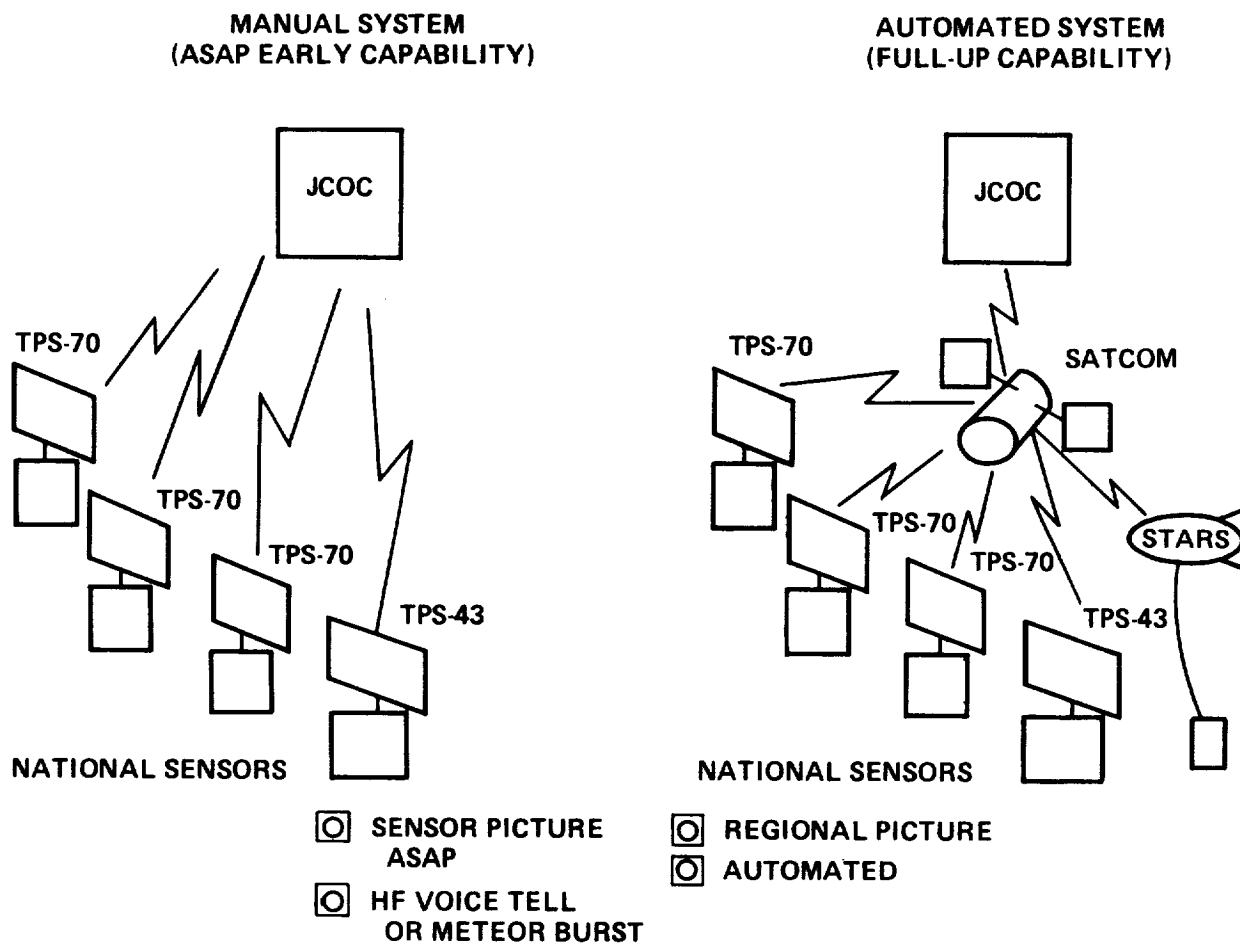 MANUAL SYSTEM
(ASAP EARLY CAPABILITY)
JCOC
TPS-70
TPS-70
TPS-70
TPS-43
NATIONAL SENSORS
SENSOR PICTURE
ASAP
HF VOICE TELL
OR METEOR BURST
AUTOMATED SYSTEM
(FULL-UP CAPABILITY)
JCOC
SATCOM
TPS-70
TPS-70
TPS-70
TPS-43
STARS
NATIONAL SENSORS
REGIONAL PICTURE
AUTOMATED